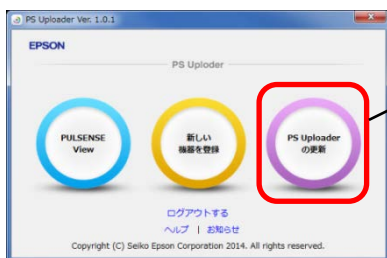 PS Uploader Ver. 1.0.1
EPSON
PS Uploder
PULSENSE
View
新しい
機器を登録
PS Uploader
の更新
ログアウトする
ヘルプ | お知らせ
Copyright (C) Seiko Epson Corporation 2014. All rights reserved.